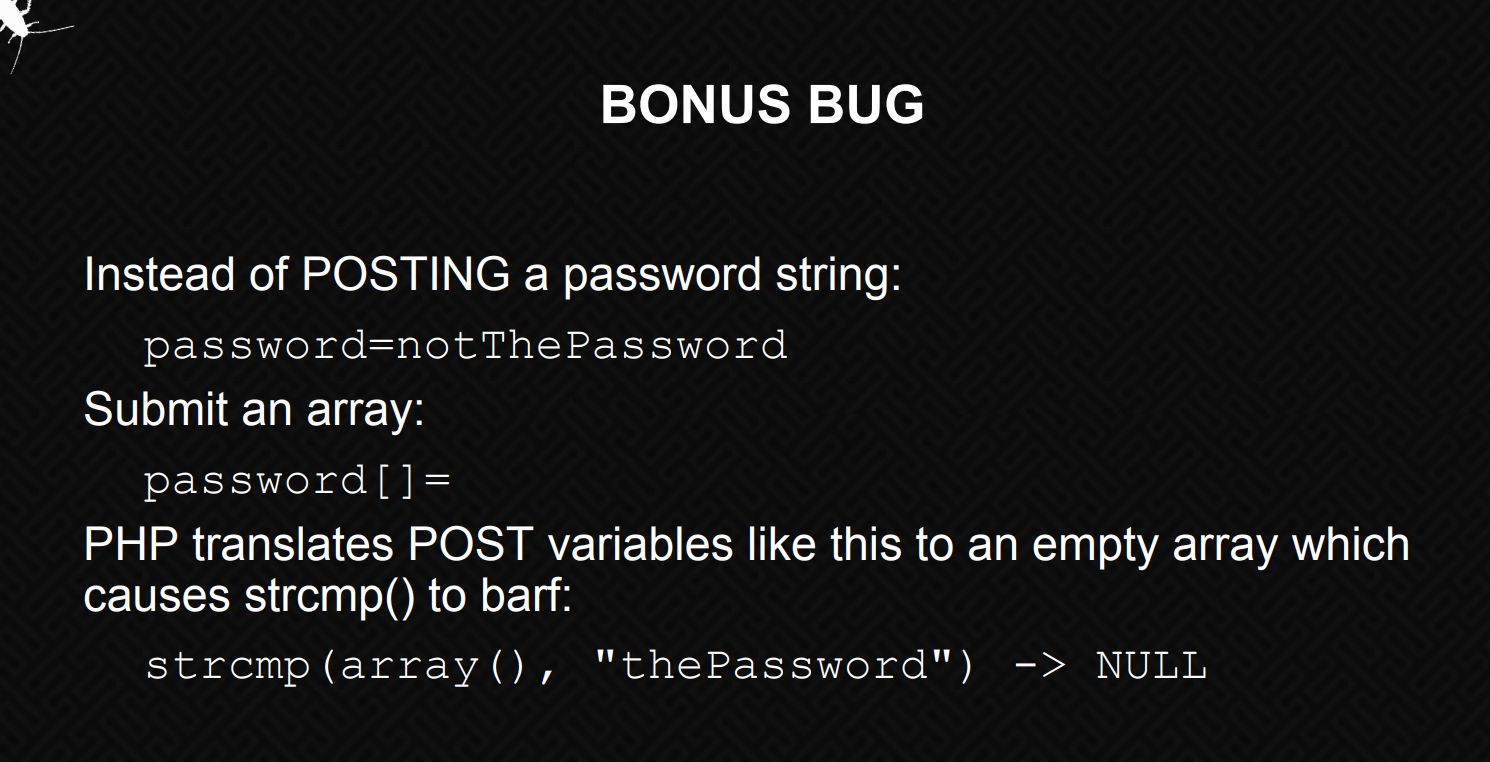 BONUS BUG
Instead of POSTING a password string:
password=notThePassword
Submit an array:
password[]=
PHP translates POST variables like this to an empty array which
causes strcmp() to barf:
strcmp(array(), "thePassword") -> NULL